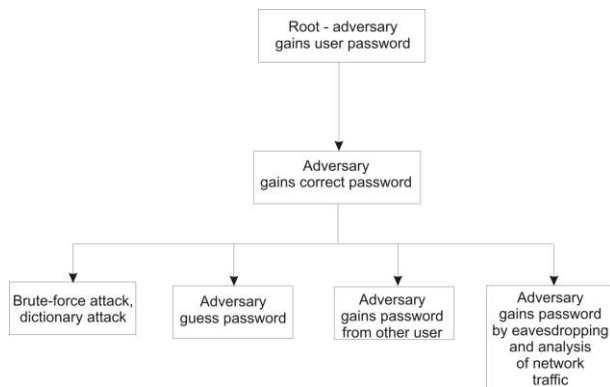 Root - adversary
gains user password
Adversary
gains correct password
Brute-force attack,
dictionary attack
Adversary
guess password
Adversary
gains password
from other user
Adversary
gains password
by eavesdropping
and analysis
of network
traffic